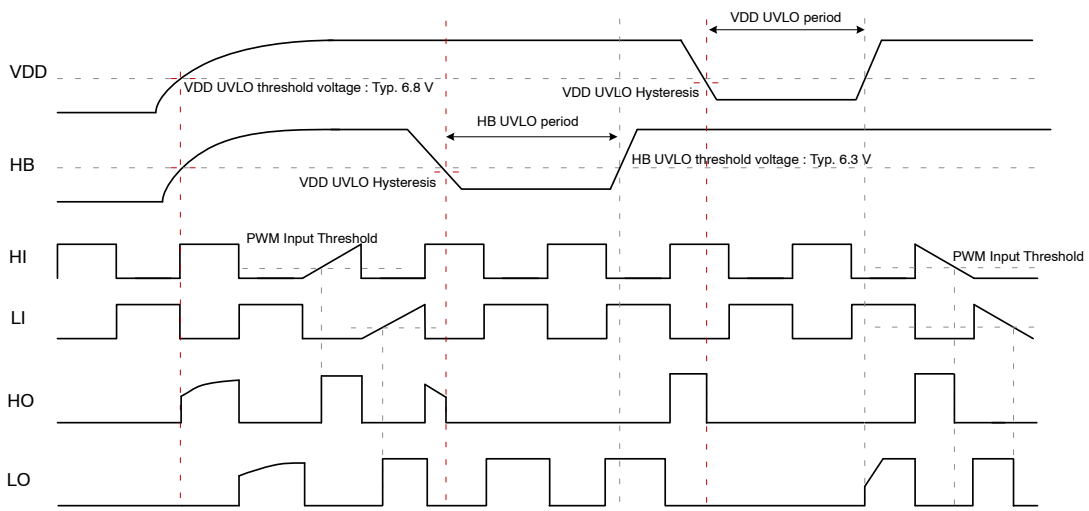 VDD UVLO period
VDD
VDD UVLO threshold voltage : Typ. 6.8 V
VDD UVLO Hysteresis
HB UVLO period
HB
HB UVLO threshold voltage : Typ. 6.3 V
VDD UVLO Hysteresis
PWM Input Threshold
HI
PWM Input Threshold
LI
HO
LO